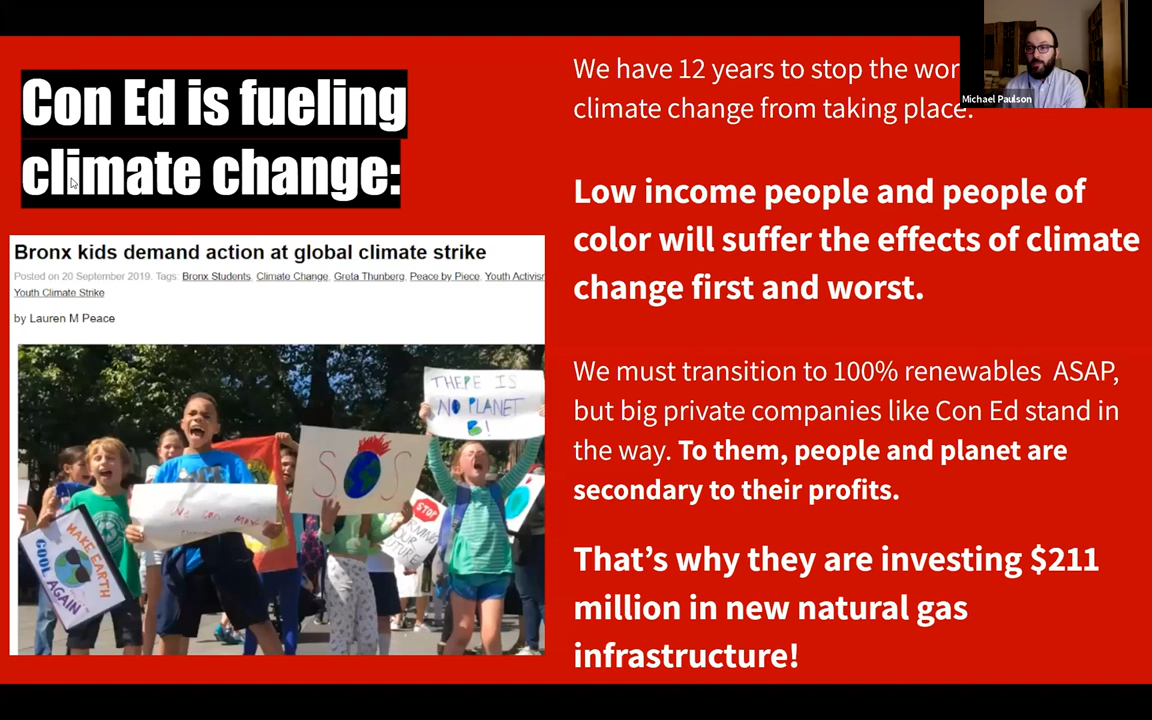 Con Ed is fueling
climate change:
Bronx kids demand action at global climate strike
Posted on 20 September 2019. Tags: Bronx Students, Climate Change, Greta Thunberg, Peace by Piece, Youth Activisr
Youth Climate Strike
by Lauren M Peace
THERE IS
NO PLANET
B!
SOS
We can
STOP
OUR
FUTURE
MAKE EARTH
COOL AGAIN
We have 12 years to stop the wor
climate change from taking place.
Low income people and people of
color will suffer the effects of climate
change first and worst.
We must transition to 100% renewables ASAP,
but big private companies like Con Ed stand in
the way. To them, people and planet are
secondary to their profits.
That’s why they are investing $211
million in new natural gas
infrastructure!
Michael Paulson